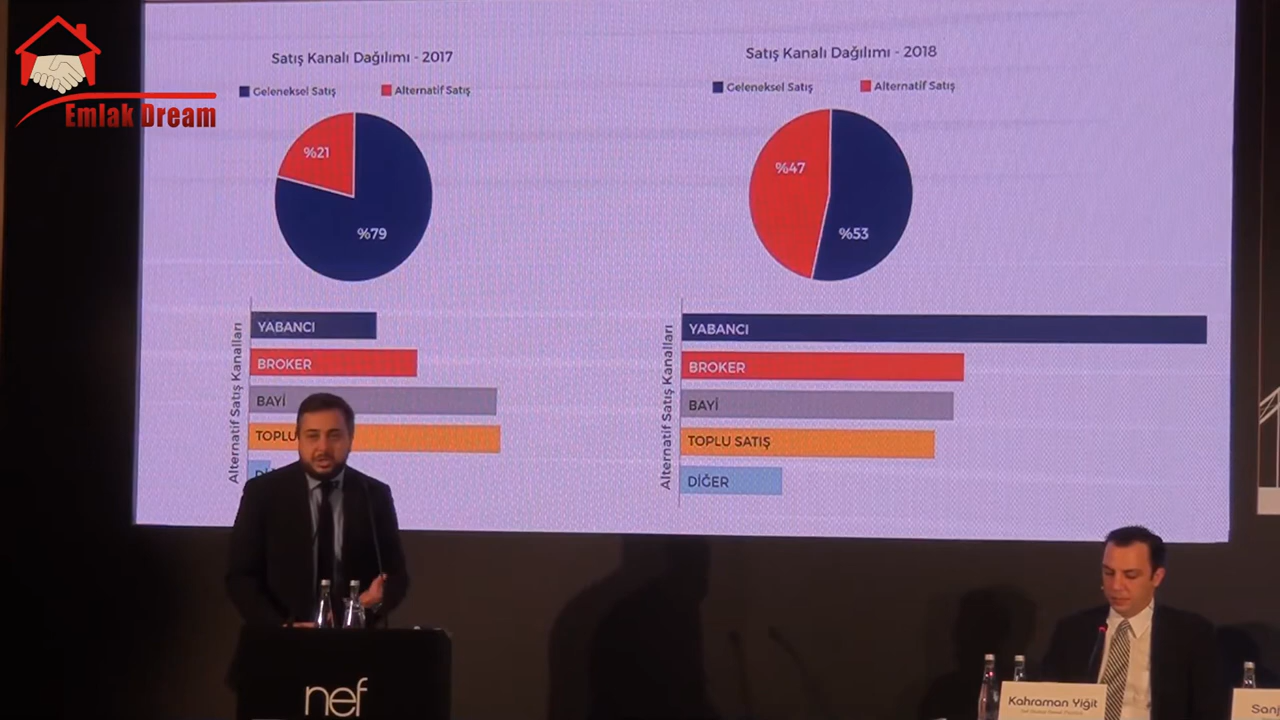 Emlak Dream
Satış Kanalı Dağılımı - 2017
Geleneksel Satış
Alternatif Satış
%21
%79
Alternatif Satış Kanalları
YABANCI
BROKER
BAYİ
TOPLU
Satış Kanalı Dağılımı - 2018
Geleneksel Satış
Alternatif Satış
%47
%53
Alternatif Satış Kanalları
YABANCI
BROKER
BAYİ
TOPLU SATIŞ
DİĞER
nef
Kahraman Yiğit